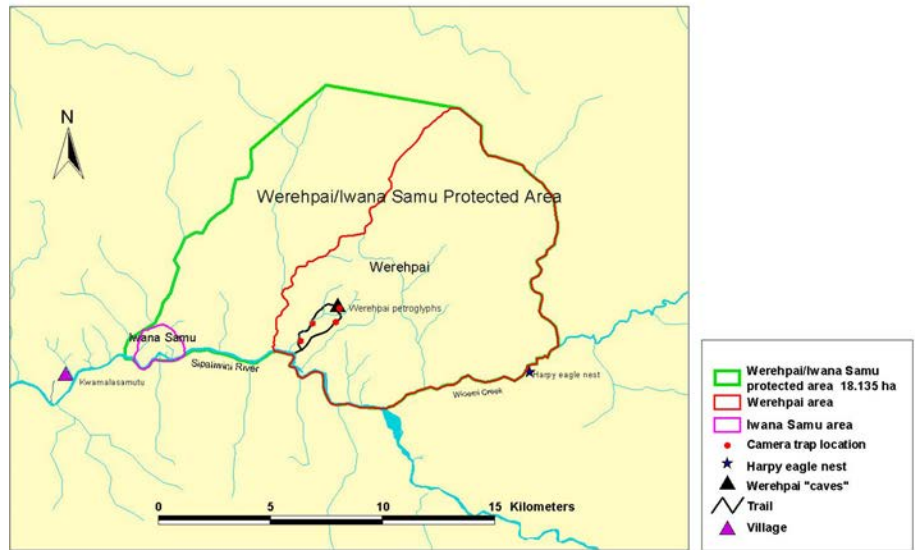 N
Werehpai/Iwana Samu Protected Area
Werehpai
Werehpai petroglyphs
Iwana Samu
Sipaliwini River
Kwamalasamutu
Harpy eagle nest
Wioemi Creek
0 5 10 15 Kilometers
Werehpai/Iwana Samu
protected area 18.135 ha
Werehpai area
Iwana Samu area
Camera trap location
Harpy eagle nest
Werehpai "caves"
Trail
Village